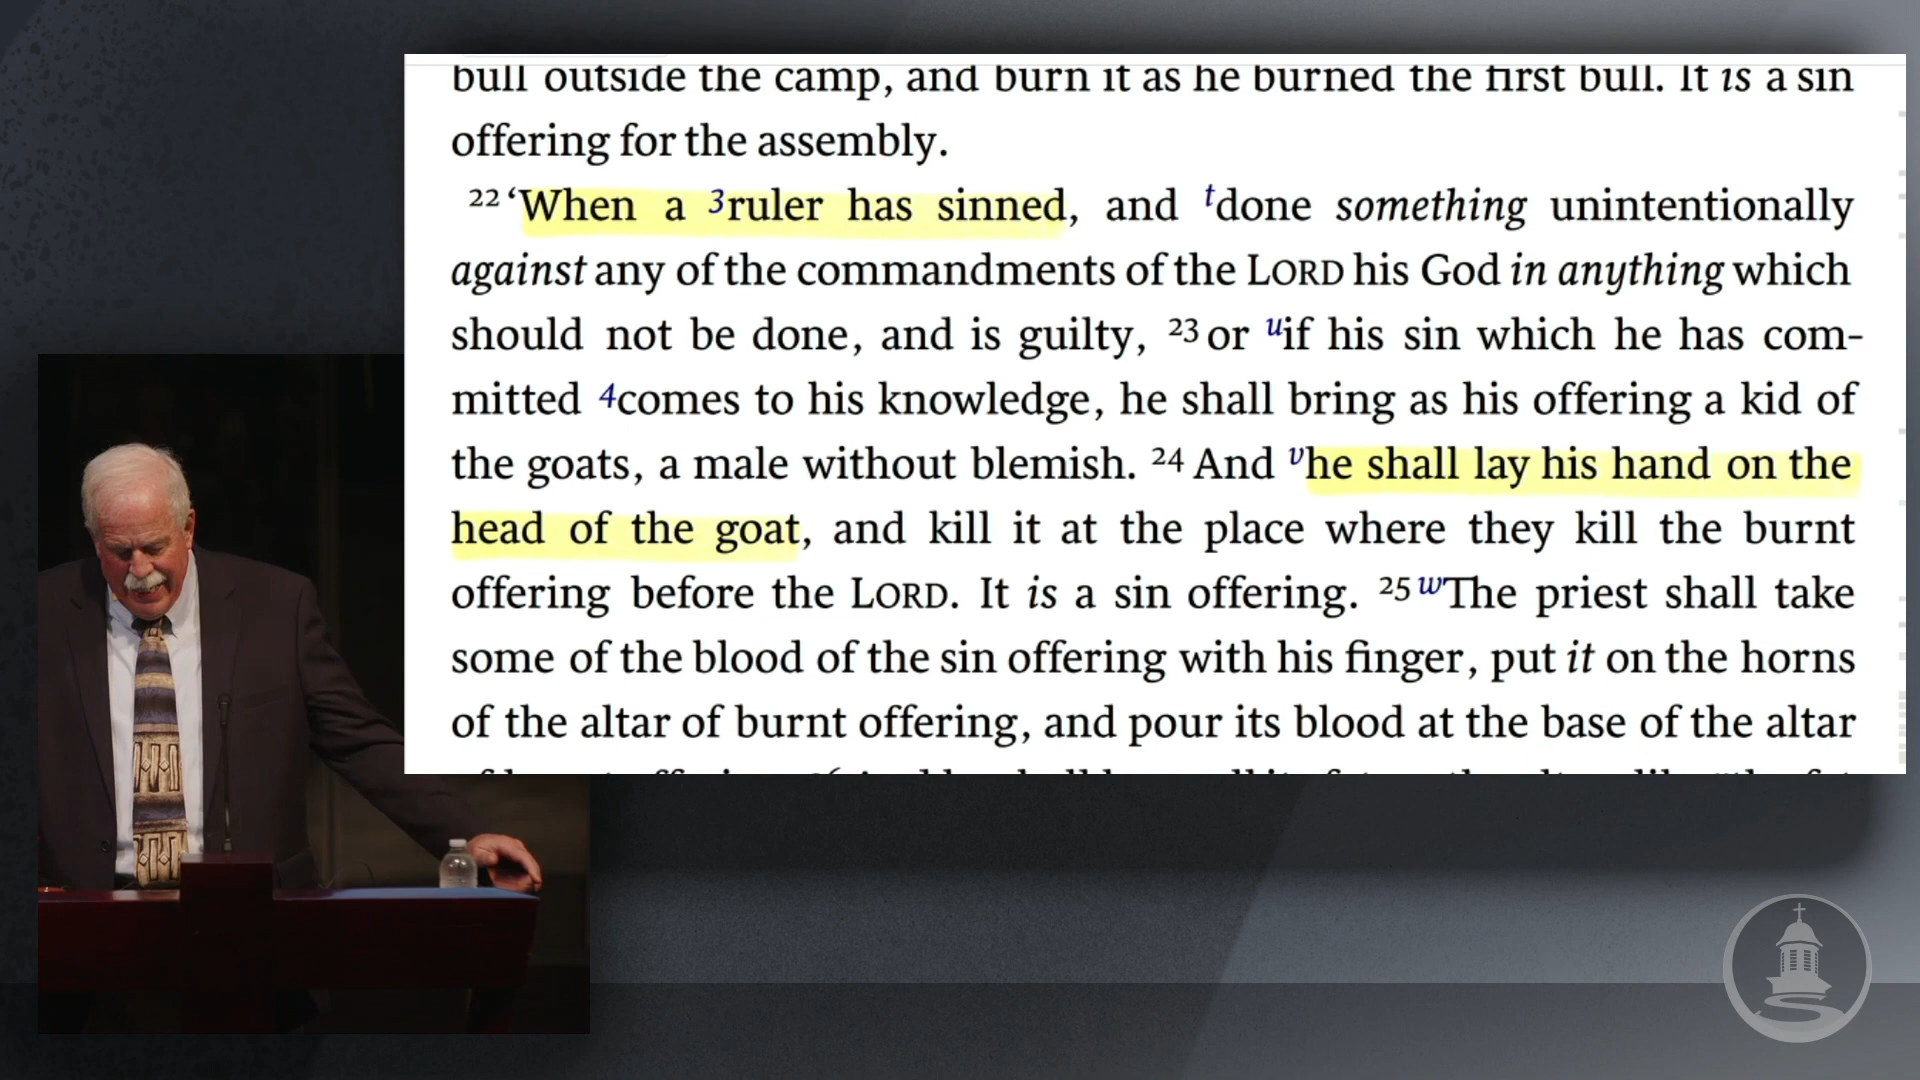 bull outside the camp, and burn it as he burned the first bull. It is a sin
offering for the assembly.
22 ‘When a 3ruler has sinned, and tdone something unintentionally
against any of the commandments of the LORD his God in anything which
should not be done, and is guilty, 23 or uif his sin which he has com-
mitted 4comes to his knowledge, he shall bring as his offering a kid of
the goats, a male without blemish. 24 And vhe shall lay his hand on the
head of the goat, and kill it at the place where they kill the burnt
offering before the LORD. It is a sin offering. 25 wThe priest shall take
some of the blood of the sin offering with his finger, put it on the horns
of the altar of burnt offering, and pour its blood at the base of the altar